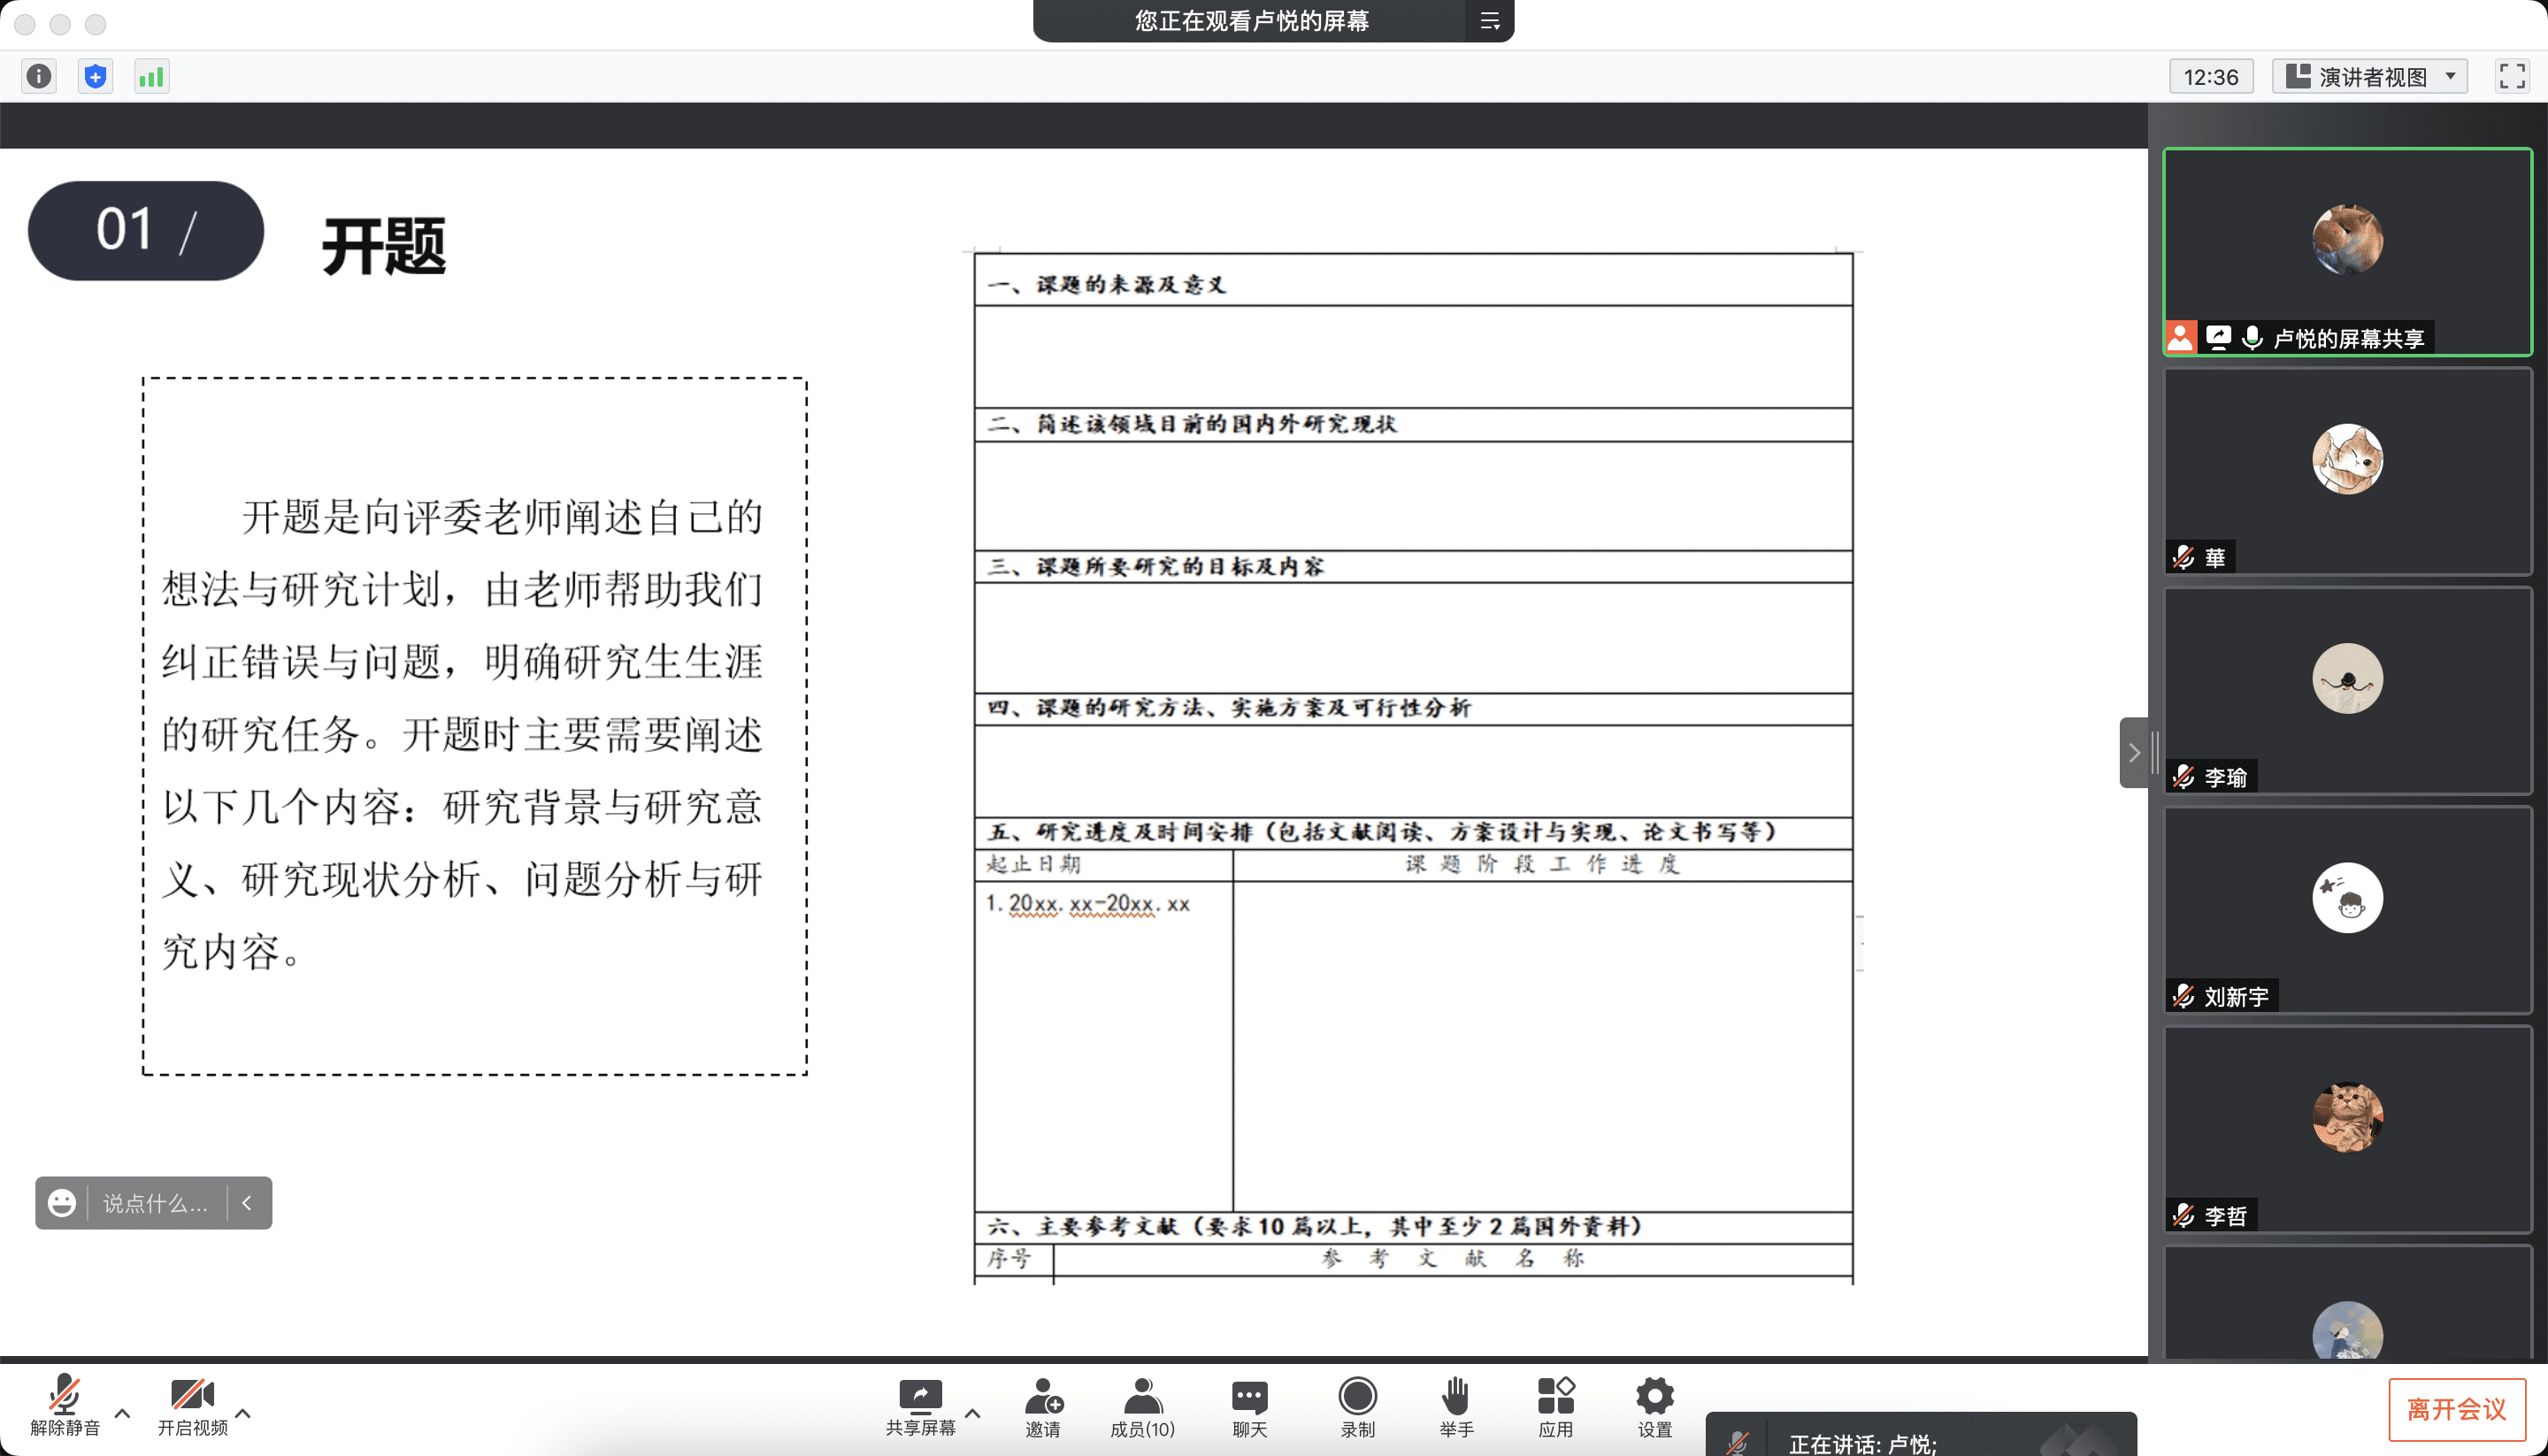 您正在观看卢悦的屏幕
12:36
演讲者视图
01 /
开题
开题是向评委老师阐述自己的
想法与研究计划，由老师帮助我们
纠正错误与问题，明确研究生生涯
的研究任务。开题时主要需要阐述
以下几个内容：研究背景与研究意
义、研究现状分析、问题分析与研
究内容。
一、课题的来源及意义
二、简述该领域目前的国内外研究现状
三、课题所要研究的目标及内容
四、课题的研究方法、实施方案及可行性分析
五、研究进度及时间安排（包括文献阅读、方案设计与实现、论文书写等）
起止日期 课题阶段工作进度
1.20xx.xx-20xx.xx
六、主要参考文献（要求10篇以上，其中至少2篇国外资料）
序号 参考文献名称
卢悦的屏幕共享
華
李瑜
刘新宇
李哲
说点什么...
解除静音
开启视频
共享屏幕
邀请
成员(10)
聊天
录制
举手
应用
设置
正在讲话: 卢悦;
离开会议